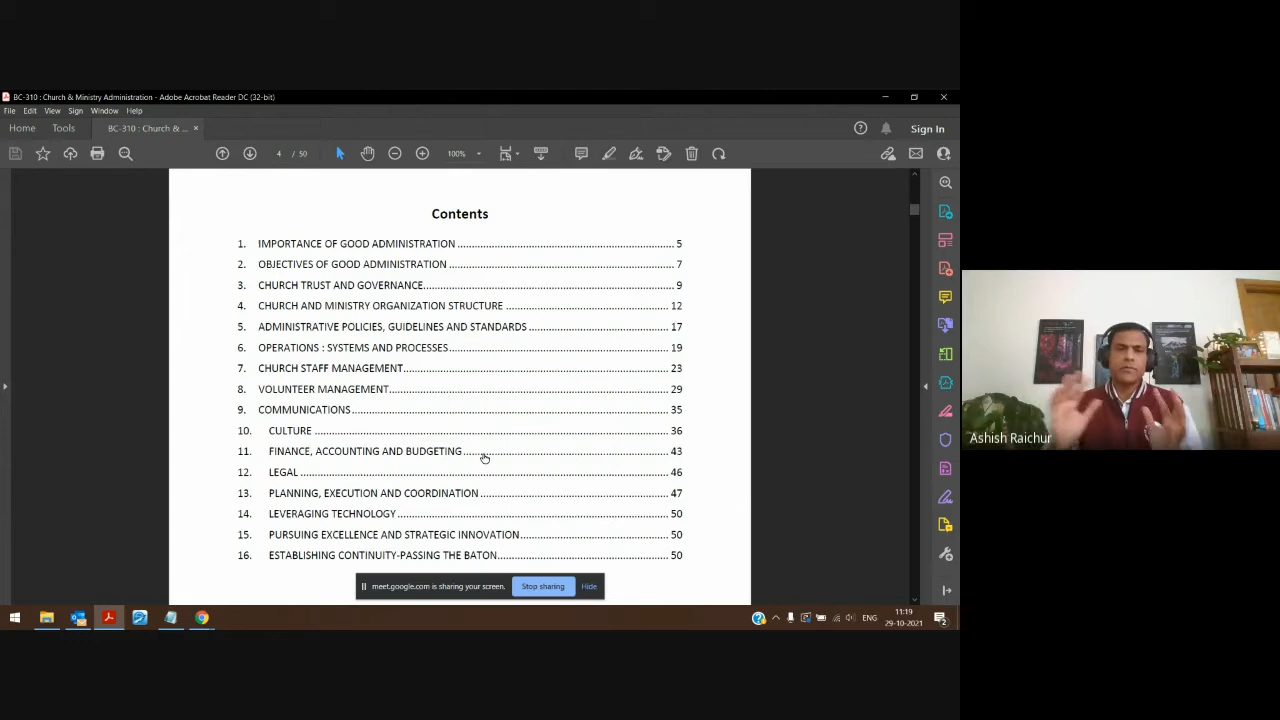 BC-310 : Church & Ministry Administration - Adobe Acrobat Reader DC (32-bit)
File Edit View Sign Window Help
Home Tools BC-310 : Church & ... × Sign In
4 / 50 100%
Contents
1. IMPORTANCE OF GOOD ADMINISTRATION ........ 5
2. OBJECTIVES OF GOOD ADMINISTRATION ........ 7
3. CHURCH TRUST AND GOVERNANCE........ 9
4. CHURCH AND MINISTRY ORGANIZATION STRUCTURE ........ 12
5. ADMINISTRATIVE POLICIES, GUIDELINES AND STANDARDS ........ 17
6. OPERATIONS : SYSTEMS AND PROCESSES........ 19
7. CHURCH STAFF MANAGEMENT........ 23
8. VOLUNTEER MANAGEMENT........ 29
9. COMMUNICATIONS ........ 35
10. CULTURE ........ 36
11. FINANCE, ACCOUNTING AND BUDGETING........ 43
12. LEGAL ........ 46
13. PLANNING, EXECUTION AND COORDINATION ........ 47
14. LEVERAGING TECHNOLOGY ........ 50
15. PURSUING EXCELLENCE AND STRATEGIC INNOVATION........ 50
16. ESTABLISHING CONTINUITY-PASSING THE BATON........ 50
meet.google.com is sharing your screen. Stop sharing Hide
Ashish Raichur
ENG
11:19
29-10-2021
2